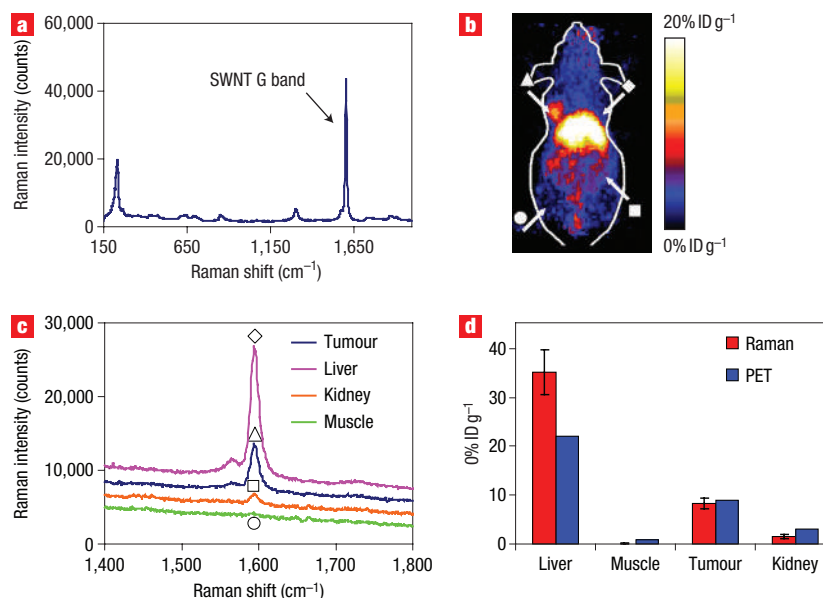 a
60,000
40,000
20,000
0
Raman intensity (counts)
SWNT G band
150
650
1,150
1,650
Raman shift (cm⁻¹)
b
20% ID g⁻¹
0% ID g⁻¹
c
30,000
20,000
10,000
0
Raman intensity (counts)
Tumour
Liver
Kidney
Muscle
1,400
1,500
1,600
1,700
1,800
Raman shift (cm⁻¹)
d
40
30
20
10
0
0% ID g⁻¹
Raman
PET
Liver
Muscle
Tumour
Kidney